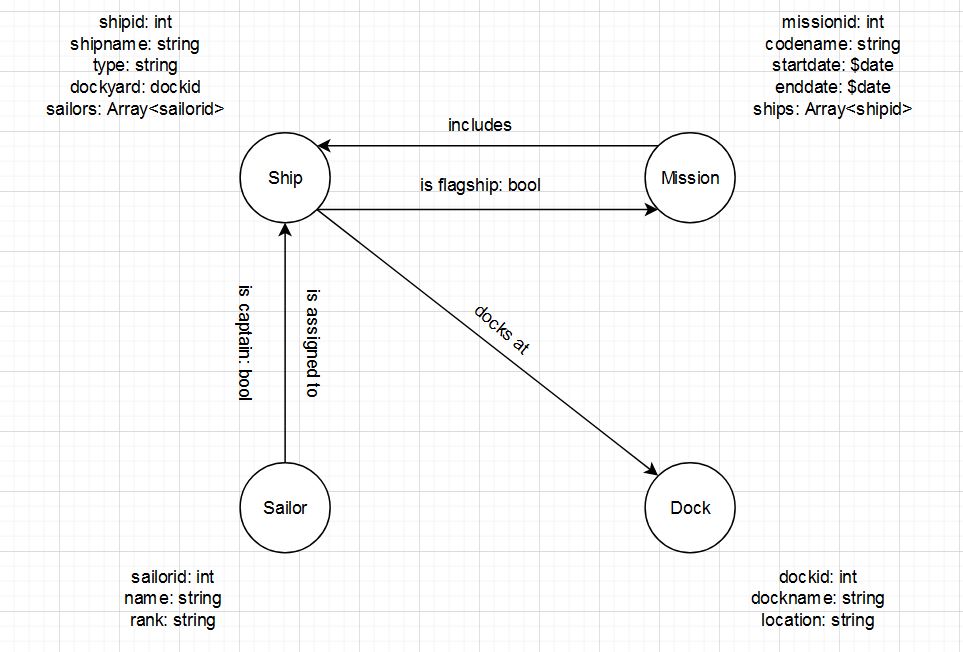 shipid: int
shipname: string
type: string
dockyard: dockid
sailors: Array<sailorid>
missionid: int
codename: string
startdate: $date
enddate: $date
ships: Array<shipid>
includes
Ship
Mission
is flagship: bool
is captain: bool
is assigned to
docks at
Sailor
Dock
sailorid: int
name: string
rank: string
dockid: int
dockname: string
location: string